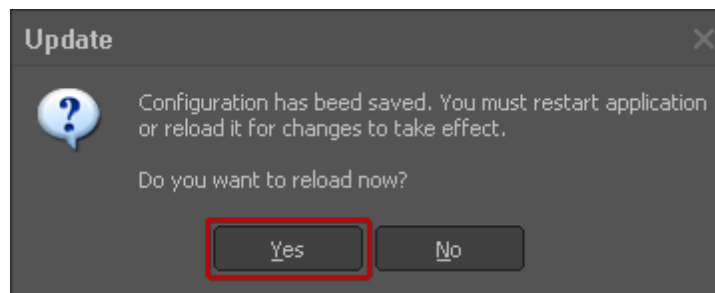 Update
Configuration has beed saved. You must restart application
or reload it for changes to take effect.
Do you want to reload now?
Yes
No